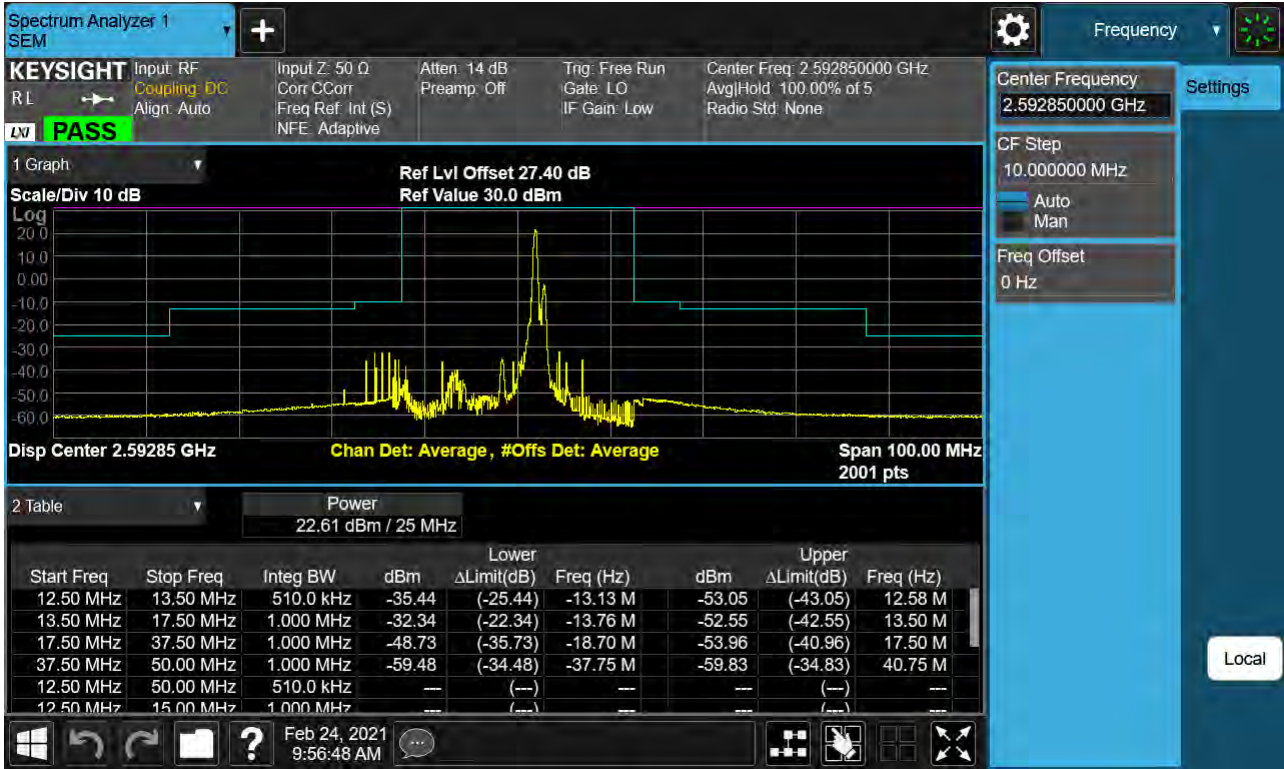 Spectrum Analyzer 1
SEM
Frequency
KEYSIGHT
R L
LXI
PASS
Input: RF
Coupling: DC
Align: Auto
Input Z: 50 Ω
Corr CCorr
Freq Ref: Int (S)
NFE: Adaptive
Atten: 14 dB
Preamp: Off
Trig: Free Run
Gate: LO
IF Gain: Low
Center Freq: 2.592850000 GHz
Avg|Hold: 100.00% of 5
Radio Std: None
Center Frequency
2.592850000 GHz
Settings
CF Step
10.000000 MHz
Auto
Man
Freq Offset
0 Hz
1 Graph
Ref Lvl Offset 27.40 dB
Scale/Div 10 dB
Ref Value 30.0 dBm
Log
20.0
10.0
0.00
-10.0
-20.0
-30.0
-40.0
-50.0
-60.0
Disp Center 2.59285 GHz
Chan Det: Average , #Offs Det: Average
Span 100.00 MHz
2001 pts
2 Table
Power
22.61 dBm / 25 MHz
Lower Upper
Start Freq Stop Freq Integ BW dBm ΔLimit(dB) Freq (Hz) dBm ΔLimit(dB) Freq (Hz)
12.50 MHz 13.50 MHz 510.0 kHz -35.44 (-25.44) -13.13 M -53.05 (-43.05) 12.58 M
13.50 MHz 17.50 MHz 1.000 MHz -32.34 (-22.34) -13.76 M -52.55 (-42.55) 13.50 M
17.50 MHz 37.50 MHz 1.000 MHz -48.73 (-35.73) -18.70 M -53.96 (-40.96) 17.50 M
37.50 MHz 50.00 MHz 1.000 MHz -59.48 (-34.48) -37.75 M -59.83 (-34.83) 40.75 M
12.50 MHz 50.00 MHz 510.0 kHz --- (---) --- --- (---) ---
12.50 MHz 15.00 MHz 1.000 MHz --- (---) --- --- (---) ---
Local
?
Feb 24, 2021
9:56:48 AM